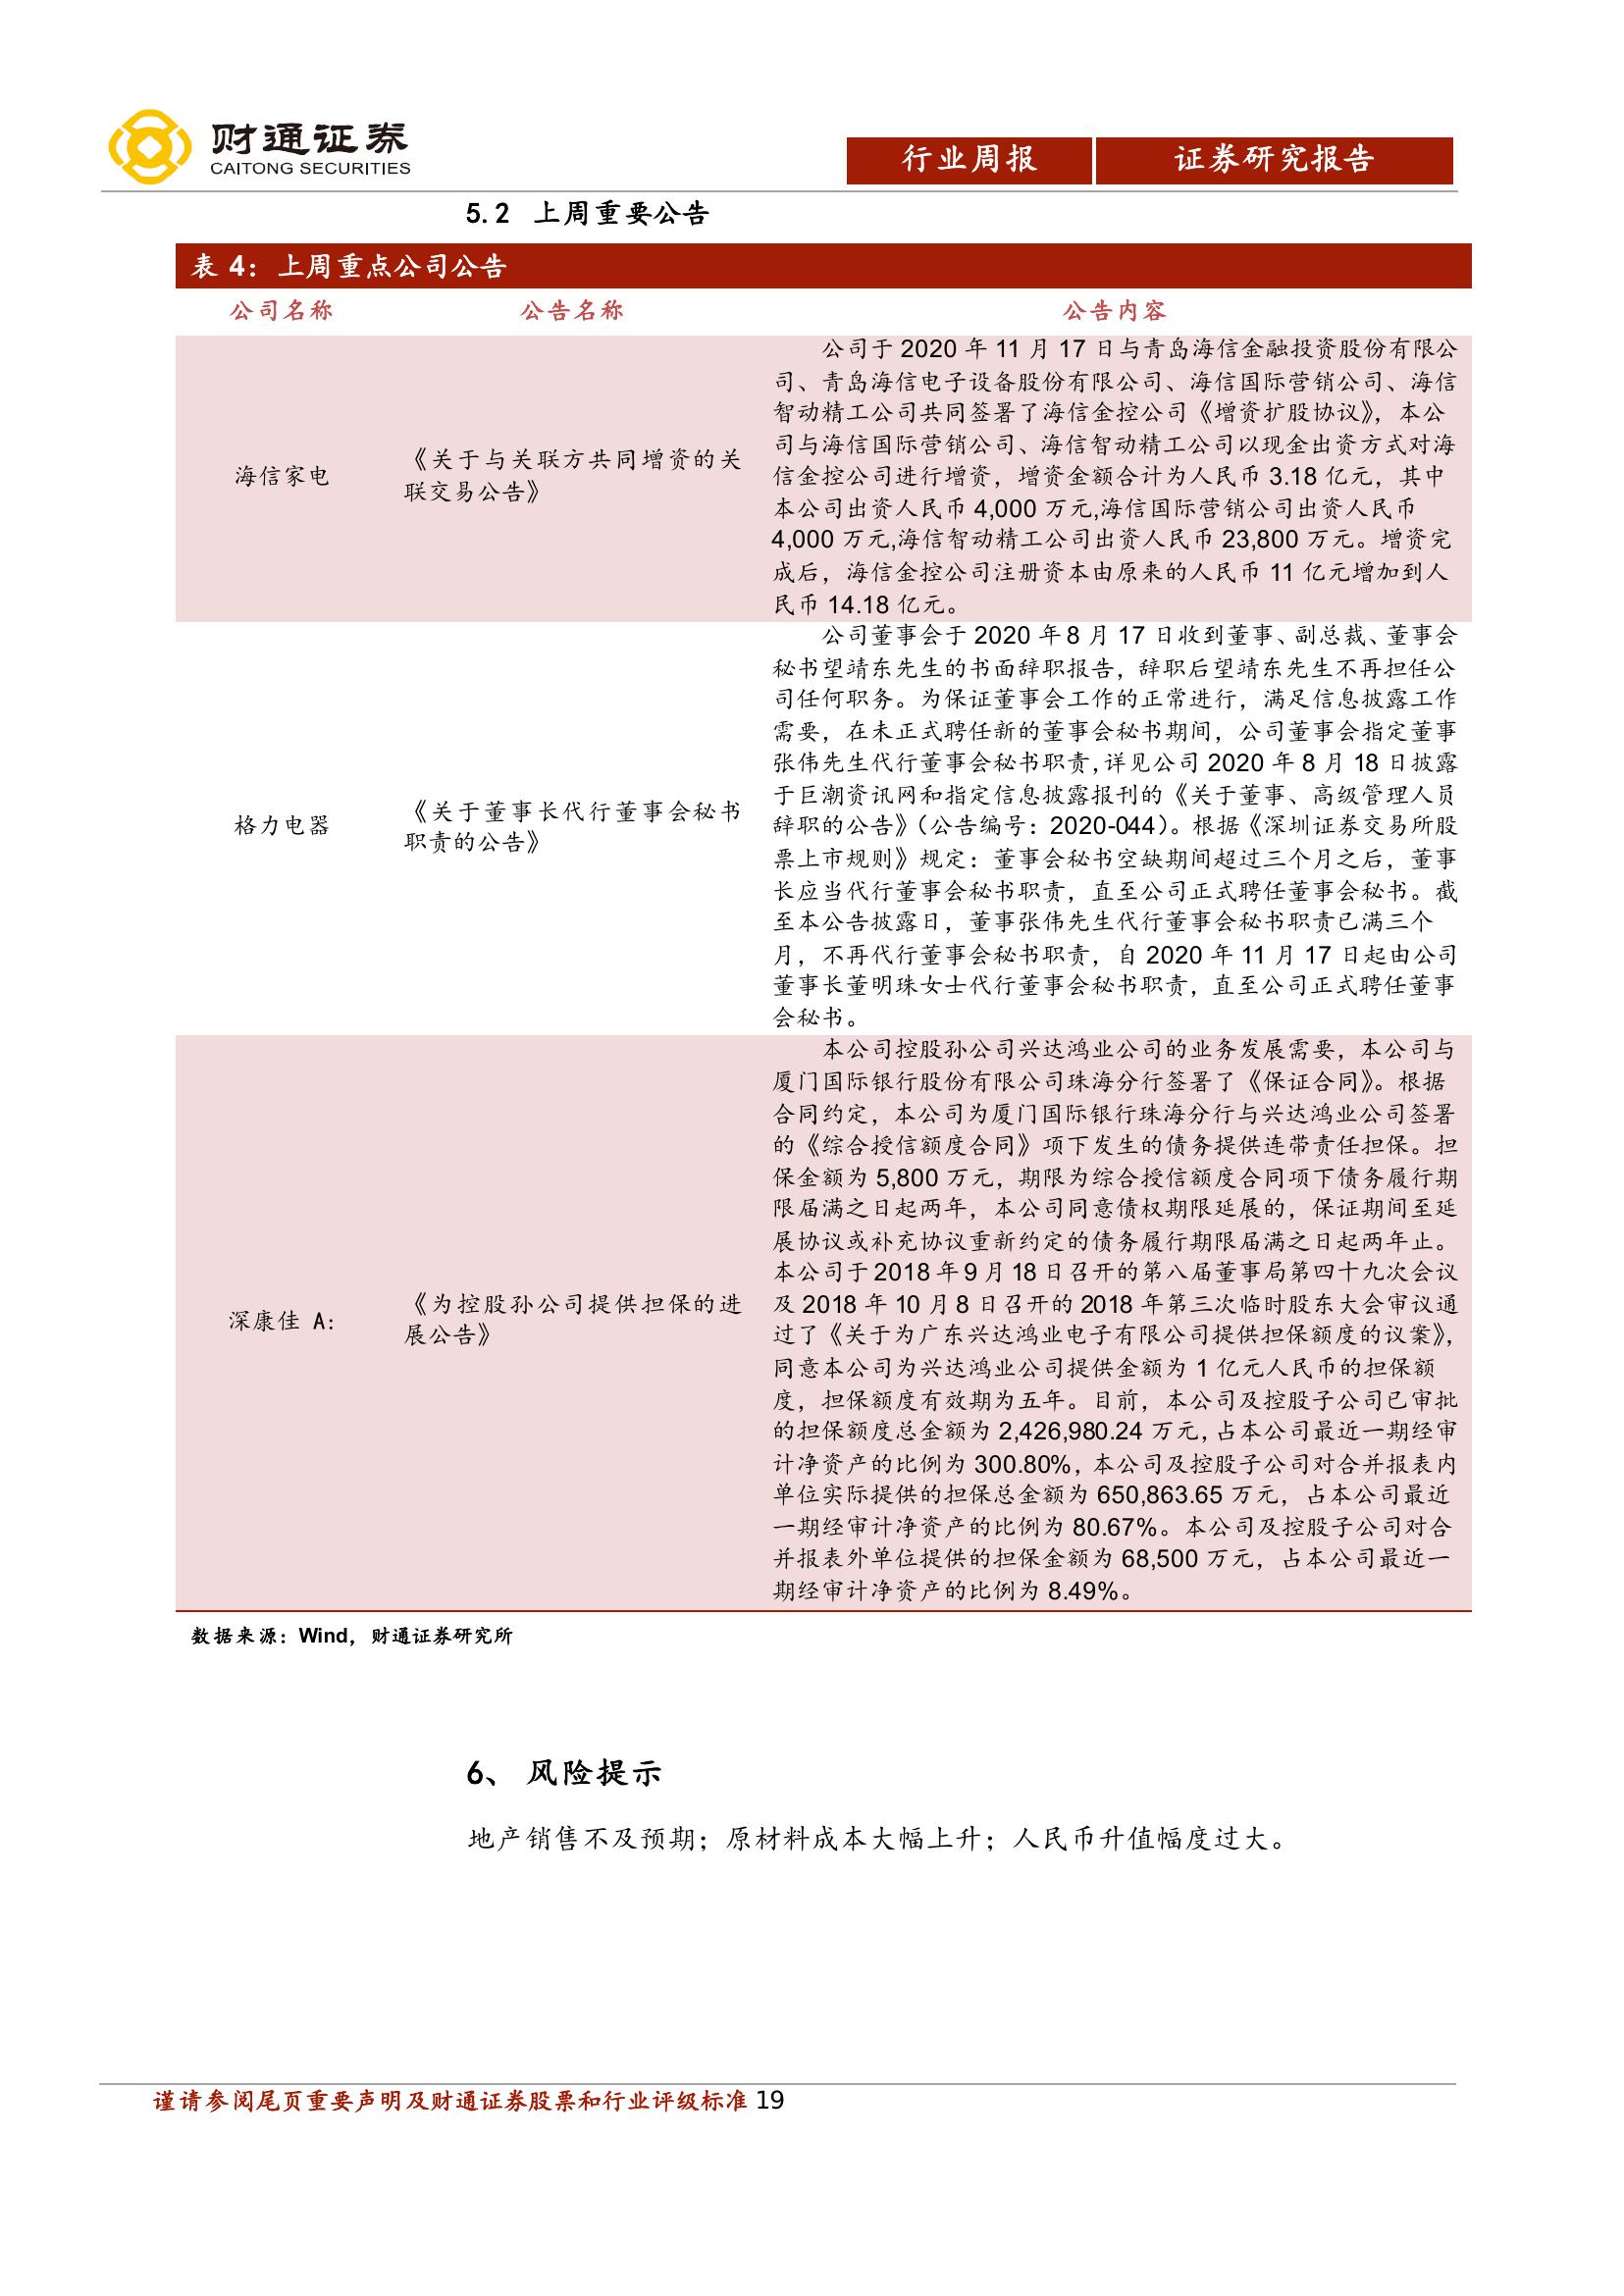 财通证券
CAITONG SECURITIES
行业周报
证券研究报告
5.2 上周重要公告
表 4：上周重点公司公告
公司名称 公告名称 公告内容
海信家电
《关于与关联方共同增资的关
联交易公告》
公司于 2020 年 11 月 17 日与青岛海信金融投资股份有限公
司、青岛海信电子设备股份有限公司、海信国际营销公司、海信
智动精工公司共同签署了海信金控公司《增资扩股协议》，本公
司与海信国际营销公司、海信智动精工公司以现金出资方式对海
信金控公司进行增资，增资金额合计为人民币 3.18 亿元，其中
本公司出资人民币 4,000 万元,海信国际营销公司出资人民币
4,000 万元,海信智动精工公司出资人民币 23,800 万元。增资完
成后，海信金控公司注册资本由原来的人民币 11 亿元增加到人
民币 14.18 亿元。
格力电器
《关于董事长代行董事会秘书
职责的公告》
公司董事会于 2020 年 8 月 17 日收到董事、副总裁、董事会
秘书望靖东先生的书面辞职报告，辞职后望靖东先生不再担任公
司任何职务。为保证董事会工作的正常进行，满足信息披露工作
需要，在未正式聘任新的董事会秘书期间，公司董事会指定董事
张伟先生代行董事会秘书职责,详见公司 2020 年 8 月 18 日披露
于巨潮资讯网和指定信息披露报刊的《关于董事、高级管理人员
辞职的公告》（公告编号：2020-044）。根据《深圳证券交易所股
票上市规则》规定：董事会秘书空缺期间超过三个月之后，董事
长应当代行董事会秘书职责，直至公司正式聘任董事会秘书。截
至本公告披露日，董事张伟先生代行董事会秘书职责已满三个
月，不再代行董事会秘书职责，自 2020 年 11 月 17 日起由公司
董事长董明珠女士代行董事会秘书职责，直至公司正式聘任董事
会秘书。
深康佳 A:
《为控股孙公司提供担保的进
展公告》
本公司控股孙公司兴达鸿业公司的业务发展需要，本公司与
厦门国际银行股份有限公司珠海分行签署了《保证合同》。根据
合同约定，本公司为厦门国际银行珠海分行与兴达鸿业公司签署
的《综合授信额度合同》项下发生的债务提供连带责任担保。担
保金额为 5,800 万元，期限为综合授信额度合同项下债务履行期
限届满之日起两年，本公司同意债权期限延展的，保证期间至延
展协议或补充协议重新约定的债务履行期限届满之日起两年止。
本公司于 2018 年 9 月 18 日召开的第八届董事局第四十九次会议
及 2018 年 10 月 8 日召开的 2018 年第三次临时股东大会审议通
过了《关于为广东兴达鸿业电子有限公司提供担保额度的议案》，
同意本公司为兴达鸿业公司提供金额为 1 亿元人民币的担保额
度，担保额度有效期为五年。目前，本公司及控股子公司已审批
的担保额度总金额为 2,426,980.24 万元,占本公司最近一期经审
计净资产的比例为 300.80%，本公司及控股子公司对合并报表内
单位实际提供的担保总金额为 650,863.65 万元，占本公司最近
一期经审计净资产的比例为 80.67%。本公司及控股子公司对合
并报表外单位提供的担保金额为 68,500 万元，占本公司最近一
期经审计净资产的比例为 8.49%。
数据来源：Wind，财通证券研究所
6、 风险提示
地产销售不及预期；原材料成本大幅上升；人民币升值幅度过大。
谨请参阅尾页重要声明及财通证券股票和行业评级标准 19